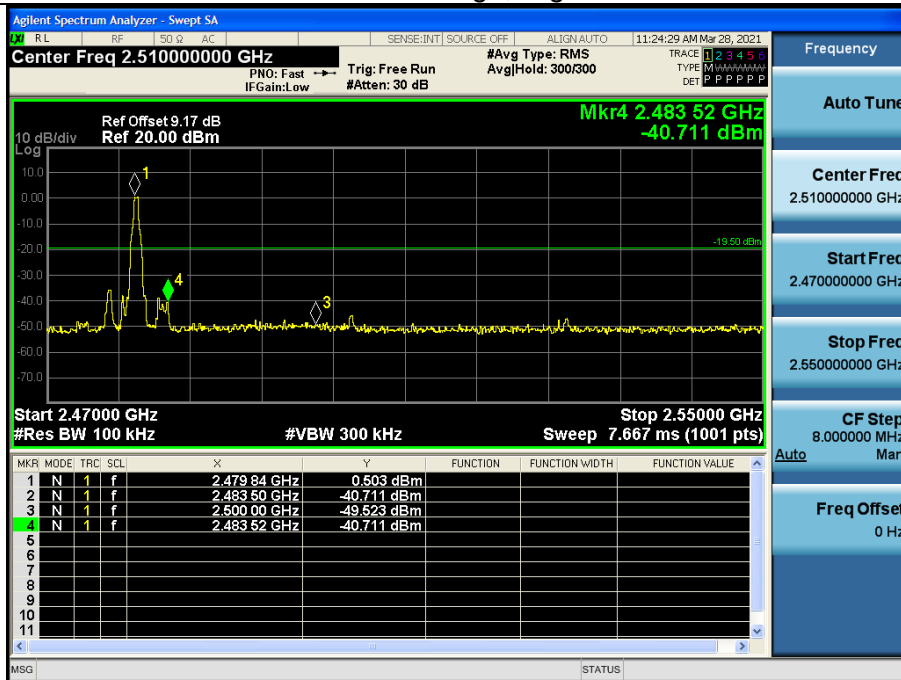 Agilent Spectrum Analyzer - Swept SA
LXI RL RF 50 Ω AC SENSE:INT SOURCE OFF ALIGN AUTO 11:24:29 AM Mar 28, 2021
Center Freq 2.510000000 GHz #Avg Type: RMS TRACE 1 2 3 4 5 6
PNO: Fast Trig: Free Run Avg|Hold: 300/300 TYPE M WWWWW
IFGain:Low #Atten: 30 dB DET P P P P P P
Frequency
Mkr4 2.483 52 GHz
-40.711 dBm
Ref Offset 9.17 dB
10 dB/div Ref 20.00 dBm
Log
10.0
0.00
-10.0
-20.0
-30.0
-40.0
-50.0
-60.0
-70.0
1
4
3
-19.50 dBm
Start 2.47000 GHz Stop 2.55000 GHz
#Res BW 100 kHz #VBW 300 kHz Sweep 7.667 ms (1001 pts)
MKR MODE TRC SCL X Y FUNCTION FUNCTION WIDTH FUNCTION VALUE
1 N 1 f 2.479 84 GHz 0.503 dBm
2 N 1 f 2.483 50 GHz -40.711 dBm
3 N 1 f 2.500 00 GHz -49.523 dBm
4 N 1 f 2.483 52 GHz -40.711 dBm
5
6
7
8
9
10
11
Auto Tune
Center Freq
2.510000000 GHz
Start Freq
2.470000000 GHz
Stop Freq
2.550000000 GHz
CF Step
8.000000 MHz
Auto Man
Freq Offset
0 Hz
MSG STATUS